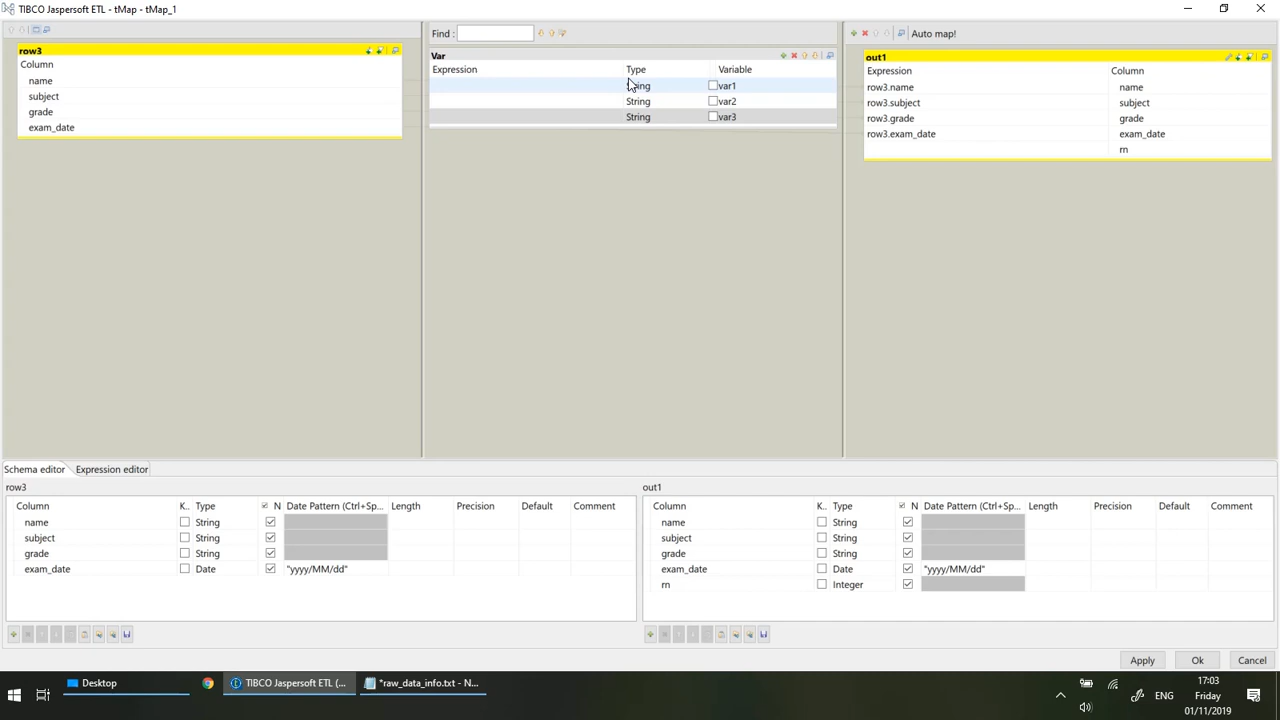 TIBCO Jaspersoft ETL - tMap - tMap_1
row3
Column
name
subject
grade
exam_date
Find :
Var
Expression Type Variable
var1
String var2
String var3
Auto map!
out1
Expression Column
row3.name name
row3.subject subject
row3.grade grade
row3.exam_date exam_date
rn
Schema editor Expression editor
row3
Column K.. Type N Date Pattern (Ctrl+Sp... Length Precision Default Comment
name String
subject String
grade String
exam_date Date "yyyy/MM/dd"
out1
Column K.. Type N Date Pattern (Ctrl+Sp... Length Precision Default Comment
name String
subject String
grade String
exam_date Date "yyyy/MM/dd"
rn Integer
Apply Ok Cancel
Desktop TIBCO Jaspersoft ETL (... *raw_data_info.txt - N... ENG
17:03
Friday
01/11/2019